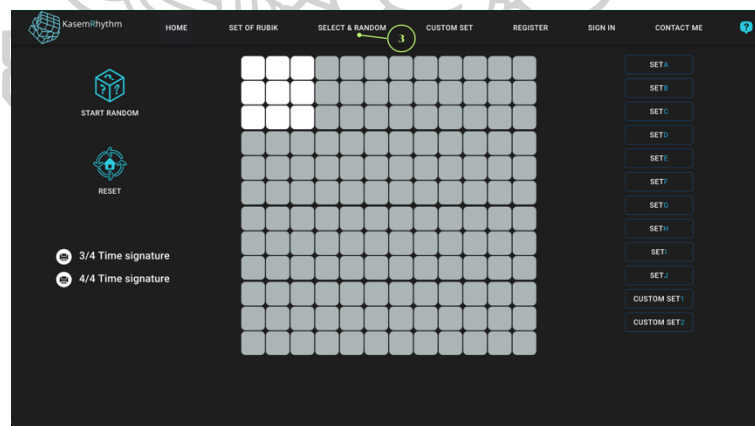 KasemRhythm HOME SET OF RUBIK SELECT & RANDOM CUSTOM SET REGISTER SIGN IN CONTACT ME ?
3
START RANDOM
RESET
3/4 Time signature
4/4 Time signature
SETA
SETB
SETC
SETD
SETE
SETF
SETG
SETH
SETI
SETJ
CUSTOM SET1
CUSTOM SET2